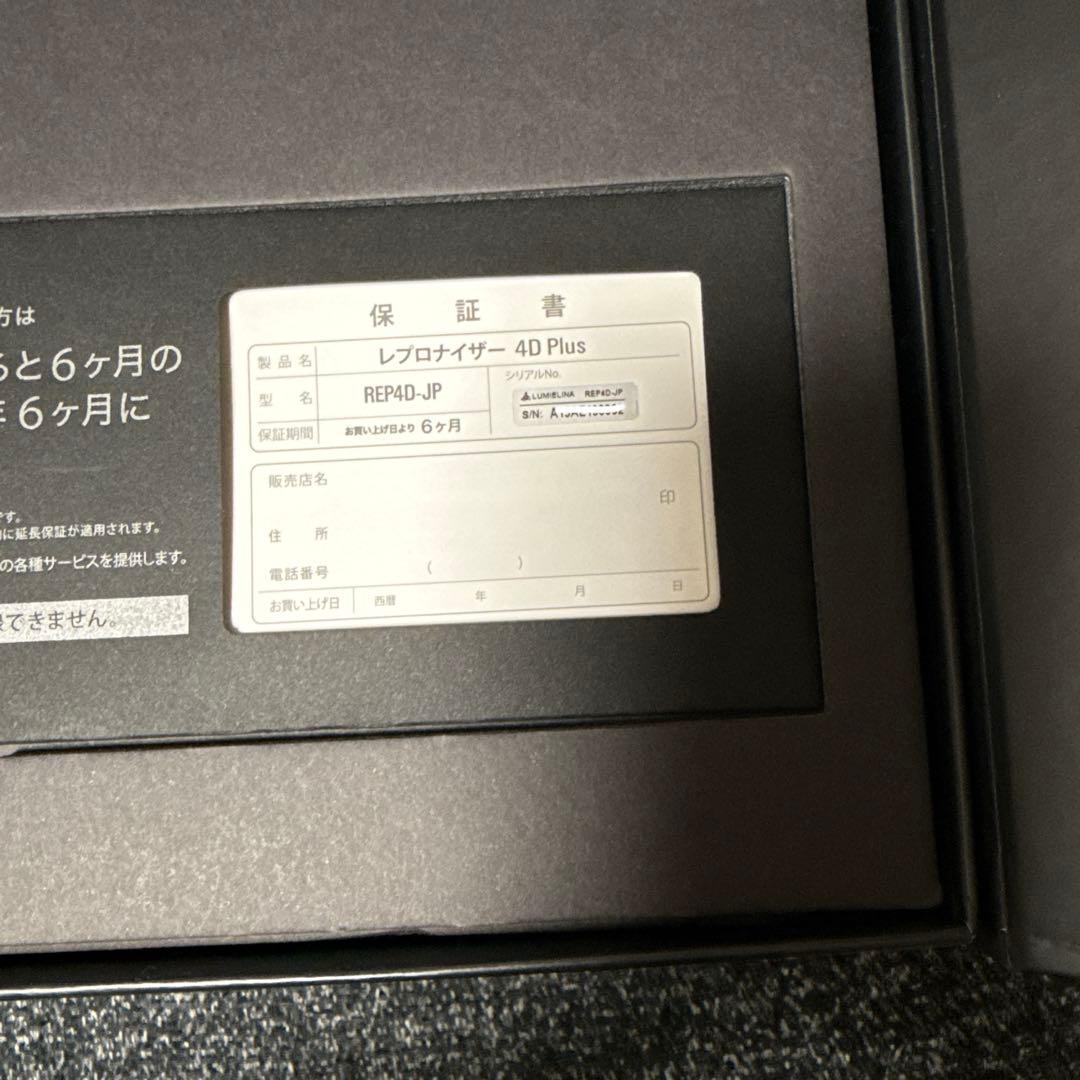 方は
ると6ヶ月の
年6ヶ月に
です。
に延長保証が適用されます。
の各種サービスを提供します。
できません。
保証書
製品名 レプロナイザー 4D Plus
型名 REP4D-JP
シリアルNo.
LUMIELINA REP4D-JP
S/N:
保証期間 お買い上げ日より 6ヶ月
販売店名
印
住所
電話番号 ( )
お買い上げ日 西暦 年 月 日